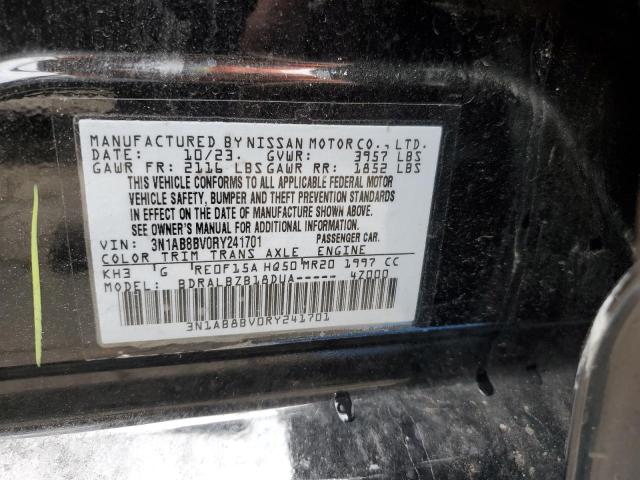 MANUFACTURED BY NISSAN MOTOR CO., LTD.
DATE: 10/23. GVWR: 3957 LBS
GAWR FR: 2116 LBS GAWR RR: 1852 LBS
THIS VEHICLE CONFORMS TO ALL APPLICABLE FEDERAL MOTOR
VEHICLE SAFETY, BUMPER AND THEFT PREVENTION STANDARDS
IN EFFECT ON THE DATE OF MANUFACTURE SHOWN ABOVE.
SEE OWNER'S MANUAL FOR ADDITIONAL INFORMATION.
VIN: 3N1AB8BV0RY241701 PASSENGER CAR.
COLOR TRIM TRANS AXLE ENGINE
KH3 G RE0F15A HQ50 MR20 1997 CC
MODEL: BDRALBZB18DUA----- 4Z000
3N1AB8BV0RY241701